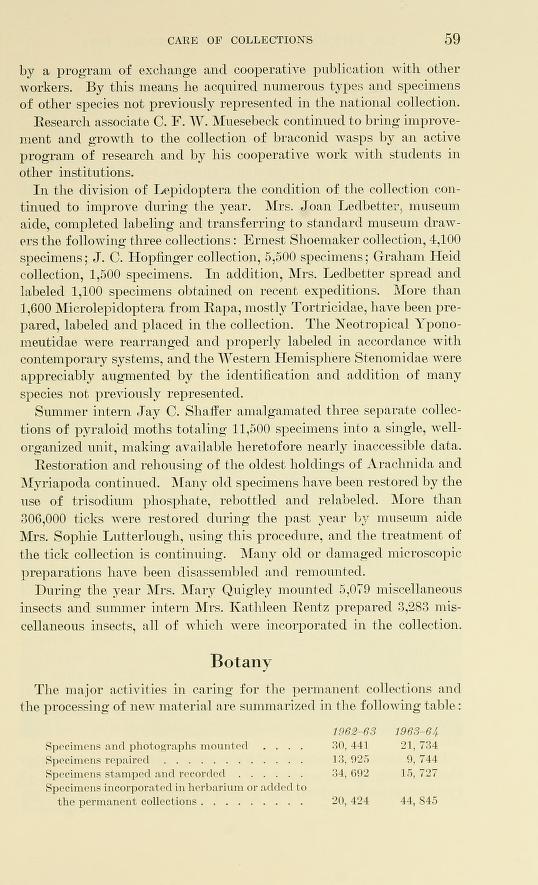 CARE OF COLLECTIONS 59
by a program of exchange and cooperative publication with other
workers. By this means he acquired numerous types and specimens
of other species not previously represented in the national collection.
Research associate C. F. W. Muesebeck continued to bring improve-
ment and growth to the collection of braconid wasps by an active
program of research and by his cooperative work with students in
other institutions.
In the division of Lepidoptera the condition of the collection con-
tinued to improve during the year. Mrs. Joan Ledbetter, museum
aide, completed labeling and transferring to standard museum draw-
ers the following three collections: Ernest Shoemaker collection, 4,100
specimens; J. C. Hopfinger collection, 5,500 specimens; Graham Heid
collection, 1,500 specimens. In addition, Mrs. Ledbetter spread and
labeled 1,100 specimens obtained on recent expeditions. More than
1,600 Microlepidoptera from Rapa, mostly Tortricidae, have been pre-
pared, labeled and placed in the collection. The Neotropical Ypono-
meutidae were rearranged and properly labeled in accordance with
contemporary systems, and the Western Hemisphere Stenomidae were
appreciably augmented by the identification and addition of many
species not previously represented.
Summer intern Jay C. Shaffer amalgamated three separate collec-
tions of pyraloid moths totaling 11,500 specimens into a single, well-
organized unit, making available heretofore nearly inaccessible data.
Restoration and rehousing of the oldest holdings of Arachnida and
Myriapoda continued. Many old specimens have been restored by the
use of trisodium phosphate, rebottled and relabeled. More than
306,000 ticks were restored during the past year by museum aide
Mrs. Sophie Lutterlough, using this procedure, and the treatment of
the tick collection is continuing. Many old or damaged microscopic
preparations have been disassembled and remounted.
During the year Mrs. Mary Quigley mounted 5,079 miscellaneous
insects and summer intern Mrs. Kathleen Rentz prepared 3,283 mis-
cellaneous insects, all of which were incorporated in the collection.
Botany
The major activities in caring for the permanent collections and
the processing of new material are summarized in the following table:
1962–63 1963–64
Specimens and photographs mounted . . . . 30, 441 21, 734
Specimens repaired . . . . . . . . . . . . 13, 925 9, 744
Specimens stamped and recorded . . . . . . 34, 692 15, 727
Specimens incorporated in herbarium or added to
the permanent collections . . . . . . . . . 20, 424 44, 845